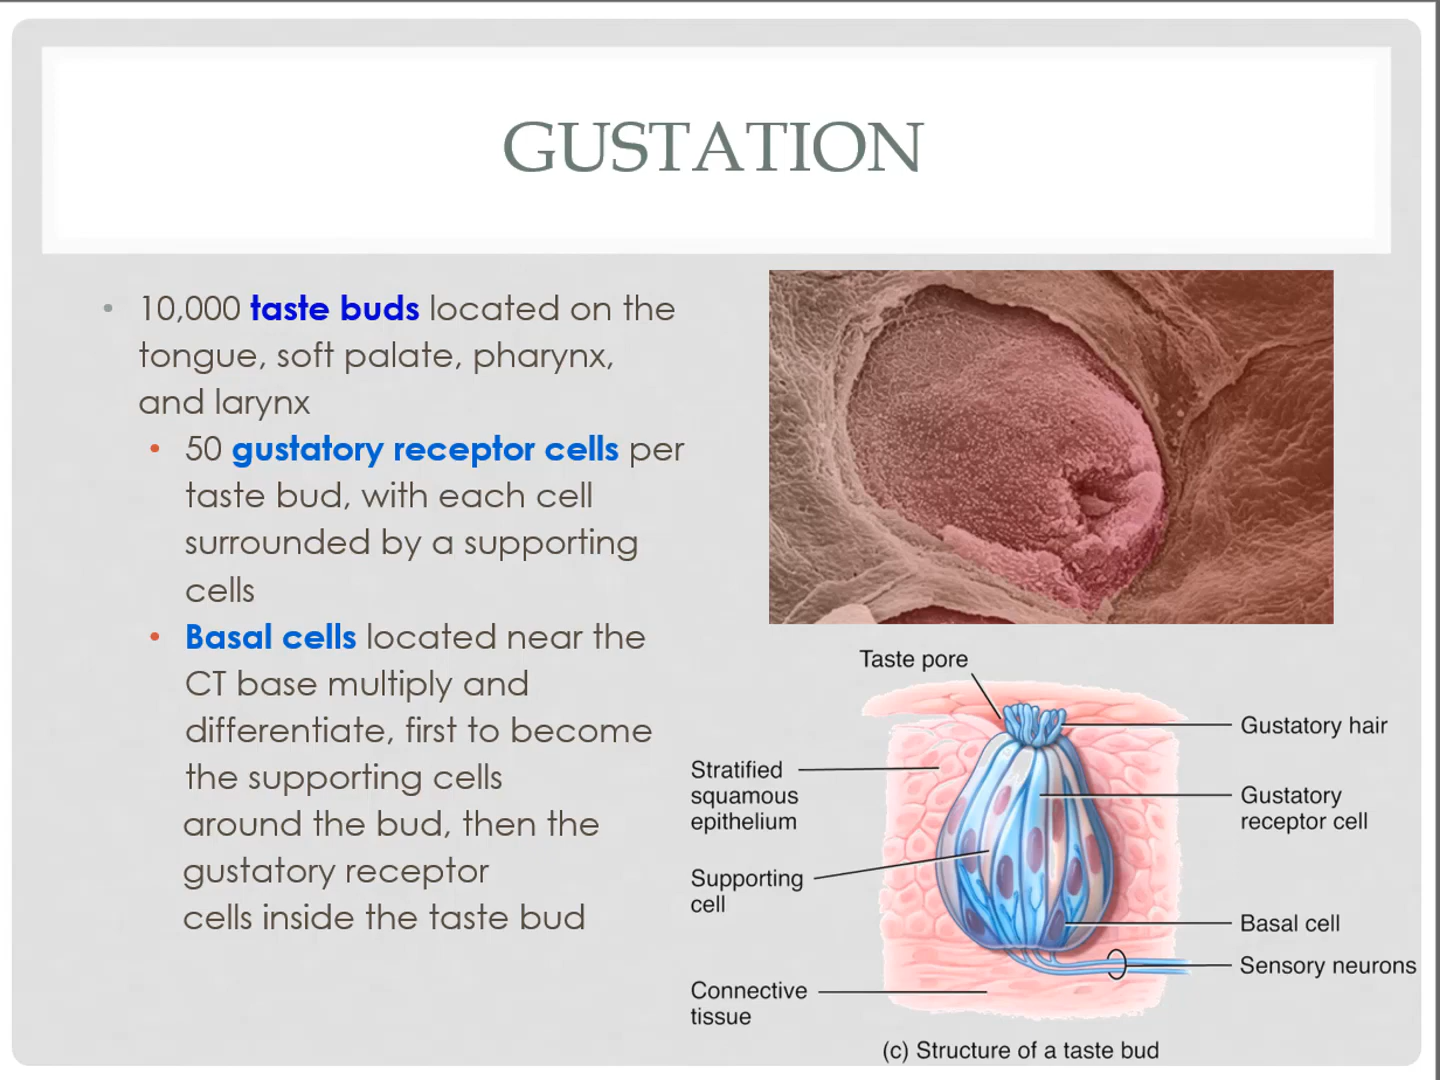 GUSTATION
• 10,000 taste buds located on the
tongue, soft palate, pharynx,
and larynx
• 50 gustatory receptor cells per
taste bud, with each cell
surrounded by a supporting
cells
• Basal cells located near the
CT base multiply and
differentiate, first to become
the supporting cells
around the bud, then the
gustatory receptor
cells inside the taste bud
Taste pore
Gustatory hair
Stratified
squamous
epithelium
Gustatory
receptor cell
Supporting
cell
Basal cell
Sensory neurons
Connective
tissue
(c) Structure of a taste bud